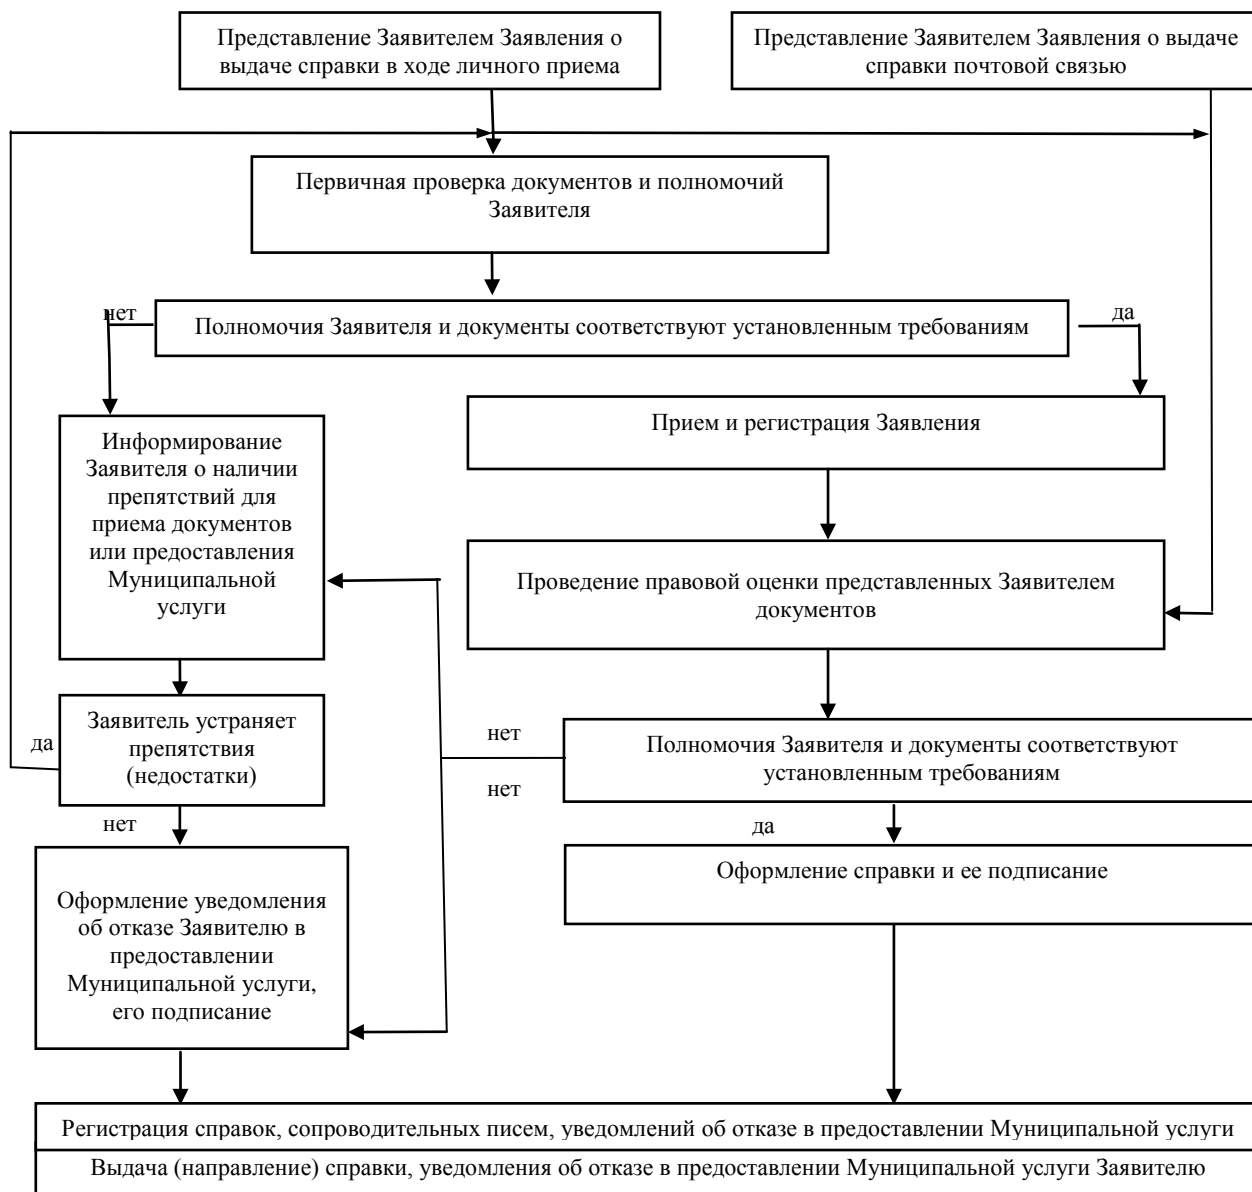 Представление Заявителем Заявления о
выдаче справки в ходе личного приема
Представление Заявителем Заявления о выдаче
справки почтовой связью
Первичная проверка документов и полномочий
Заявителя
нет
Полномочия Заявителя и документы соответствуют установленным требованиям
да
Информирование
Заявителя о наличии
препятствий для
приема документов
или предоставления
Муниципальной
услуги
Прием и регистрация Заявления
Проведение правовой оценки представленных Заявителем
документов
да
Заявитель устраняет
препятствия
(недостатки)
нет
нет
Полномочия Заявителя и документы соответствуют
установленным требованиям
нет
да
Оформление уведомления
об отказе Заявителю в
предоставлении
Муниципальной услуги,
его подписание
Оформление справки и ее подписание
Регистрация справок, сопроводительных писем, уведомлений об отказе в предоставлении Муниципальной услуги
Выдача (направление) справки, уведомления об отказе в предоставлении Муниципальной услуги Заявителю